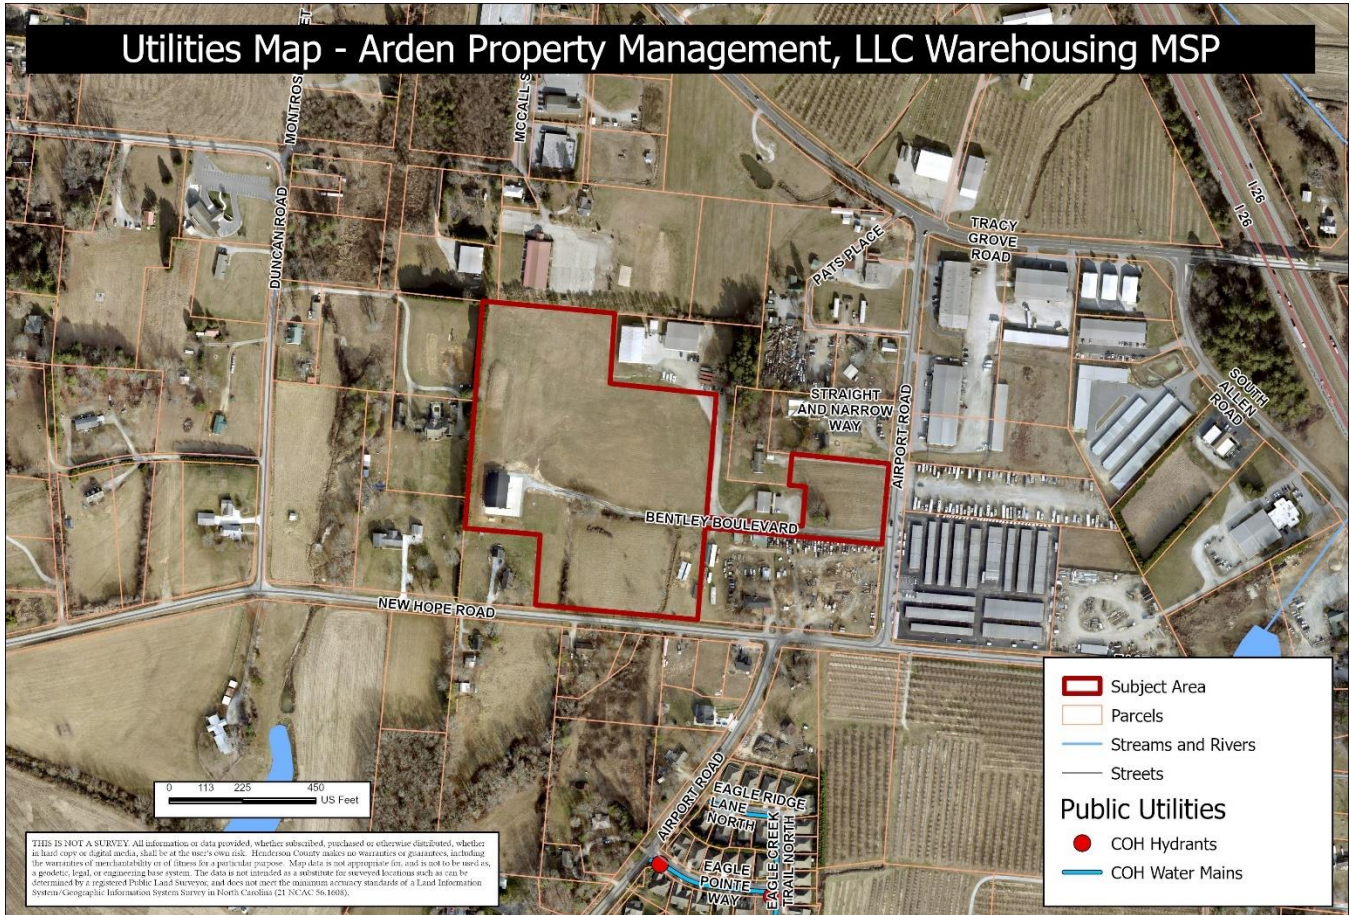 Utilities Map - Arden Property Management, LLC Warehousing MSP
MONTROS
ET
MCCALL S
DUNCAN ROAD
I 26
I 26
TRACY
GROVE
ROAD
PATS PLACE
STRAIGHT
AND NARROW
WAY
AIRPORT ROAD
SOUTH
ALLEN
ROAD
BENTLEY BOULEVARD
NEW HOPE ROAD
AIRPORT ROAD
EAGLE RIDGE
LANE
NORTH
EAGLE CREEK
TRAIL NORTH
EAGLE
POINTE
WAY
0 113 225 450
US Feet
THIS IS NOT A SURVEY. All information or data provided, whether subscribed, purchased or otherwise distributed, whether
in hard copy or digital media, shall be at the user's own risk. Henderson County makes no warranties or guarantees, including
the warranties of merchantability or of fitness for a particular purpose. Map data is not appropriate for, and is not to be used as,
a geodetic, legal, or engineering base system. The data is not intended as a substitute for surveyed locations such as can be
determined by a registered Public Land Surveyor, and does not meet the minimum accuracy standards of a Land Information
System/Geographic Information System Survey in North Carolina (21 NCAC 56.1608).
Subject Area
Parcels
Streams and Rivers
Streets
Public Utilities
COH Hydrants
COH Water Mains